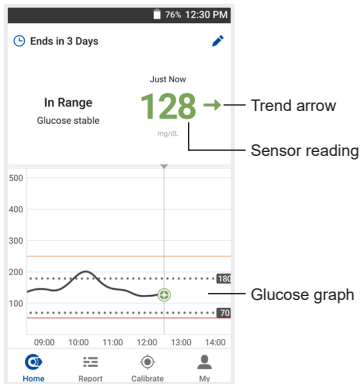 76% 12:30 PM
Ends in 3 Days
Just Now
In Range
128
Trend arrow
Glucose stable
mg/dL
Sensor reading
500
400
300
200
180
Glucose graph
100
70
09:00 10:00 11:00 12:00 13:00 14:00
Home Report Calibrate My